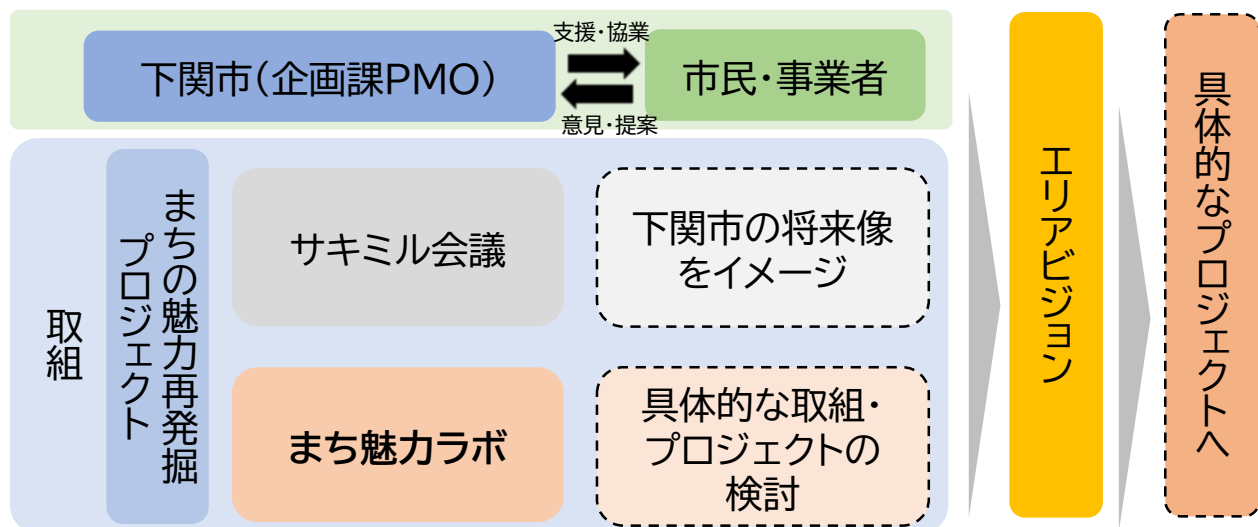 支援・協業
下関市(企画課PMO)
市民・事業者
意見・提案
取組
まちの魅力再発掘
プロジェクト
サキミル会議
下関市の将来像
をイメージ
まち魅力ラボ
具体的な取組・
プロジェクトの
検討
エリアビジョン
具体的なプロジェクトへ